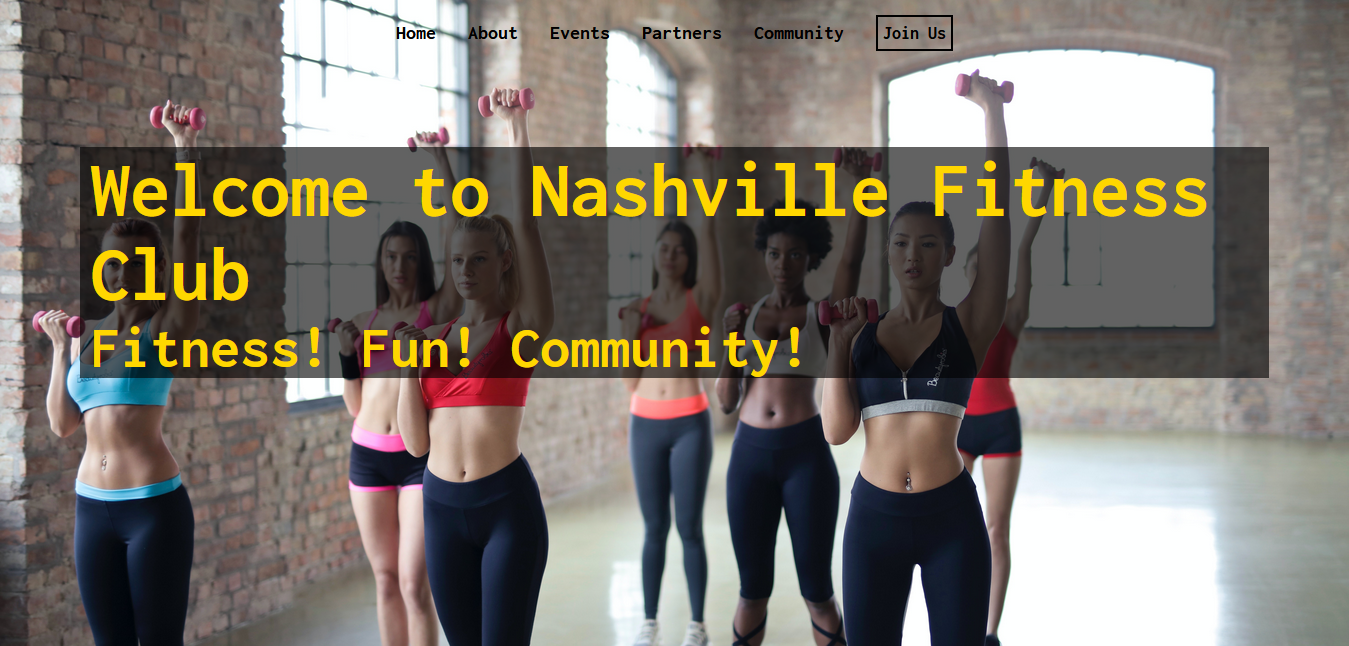 Home About Events Partners Community Join Us
Welcome to Nashville Fitness
Club
Fitness! Fun! Community!